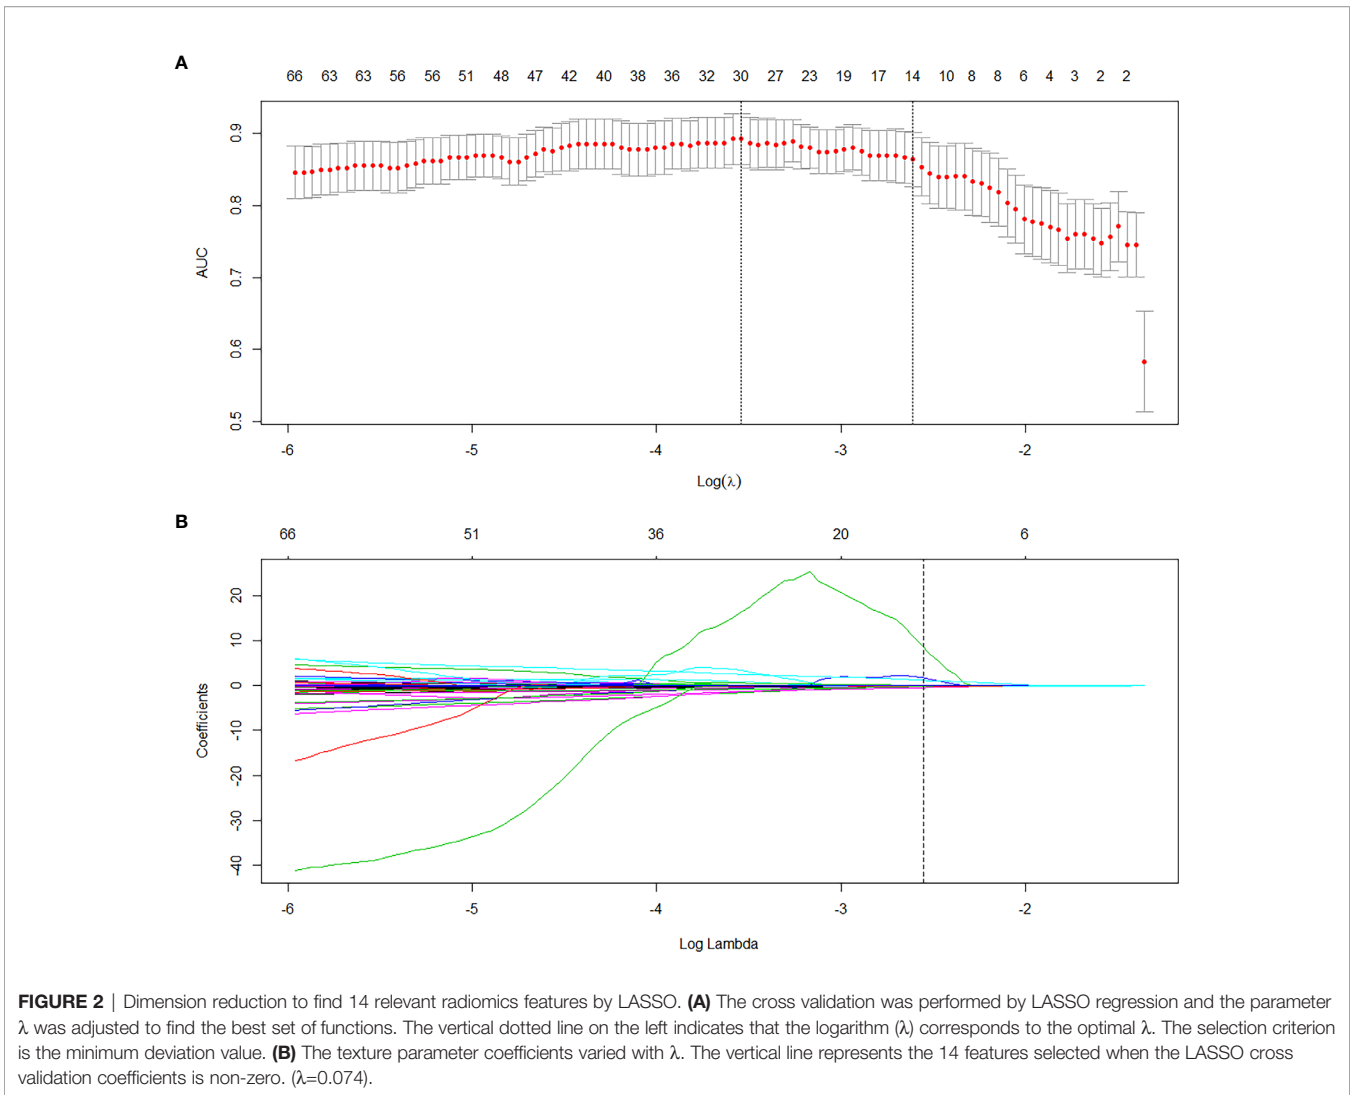 A
66 63 63 56 56 51 48 47 42 40 38 36 32 30 27 23 19 17 14 10 8 8 6 4 3 2 2
0.9
0.8
0.7
0.6
0.5
AUC
-6 -5 -4 -3 -2
Log(λ)
B
66 51 36 20 6
20
10
0
-10
-20
-30
-40
Coefficients
-6 -5 -4 -3 -2
Log Lambda
FIGURE 2 | Dimension reduction to find 14 relevant radiomics features by LASSO. (A) The cross validation was performed by LASSO regression and the parameter
λ was adjusted to find the best set of functions. The vertical dotted line on the left indicates that the logarithm (λ) corresponds to the optimal λ. The selection criterion
is the minimum deviation value. (B) The texture parameter coefficients varied with λ. The vertical line represents the 14 features selected when the LASSO cross
validation coefficients is non-zero. (λ=0.074).